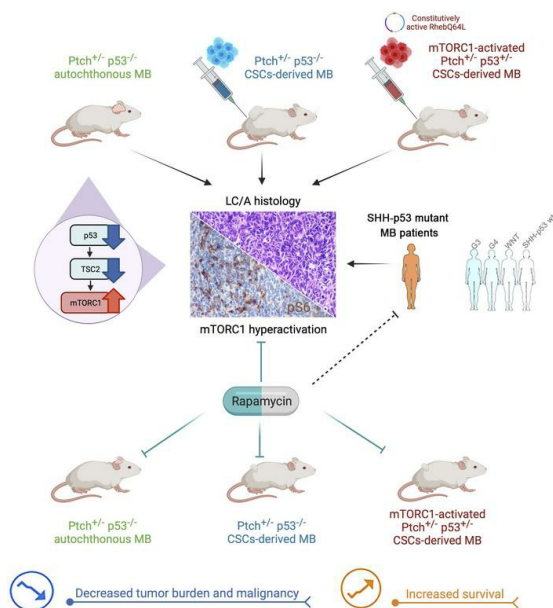 Constitutively
active RhebQ64L
Ptch+/- p53-/-
autochthonous MB
Ptch+/- p53-/-
CSCs-derived MB
mTORC1-activated
Ptch+/- p53+/-
CSCs-derived MB
LC/A histology
p53
TSC2
mTORC1
pS6
mTORC1 hyperactivation
SHH-p53 mutant
MB patients
G3
G4
WNT
SHH-p53 w
Rapamycin
Ptch+/- p53-/-
autochthonous MB
Ptch+/- p53-/-
CSCs-derived MB
mTORC1-activated
Ptch+/- p53+/-
CSCs-derived MB
Decreased tumor burden and malignancy
Increased survival